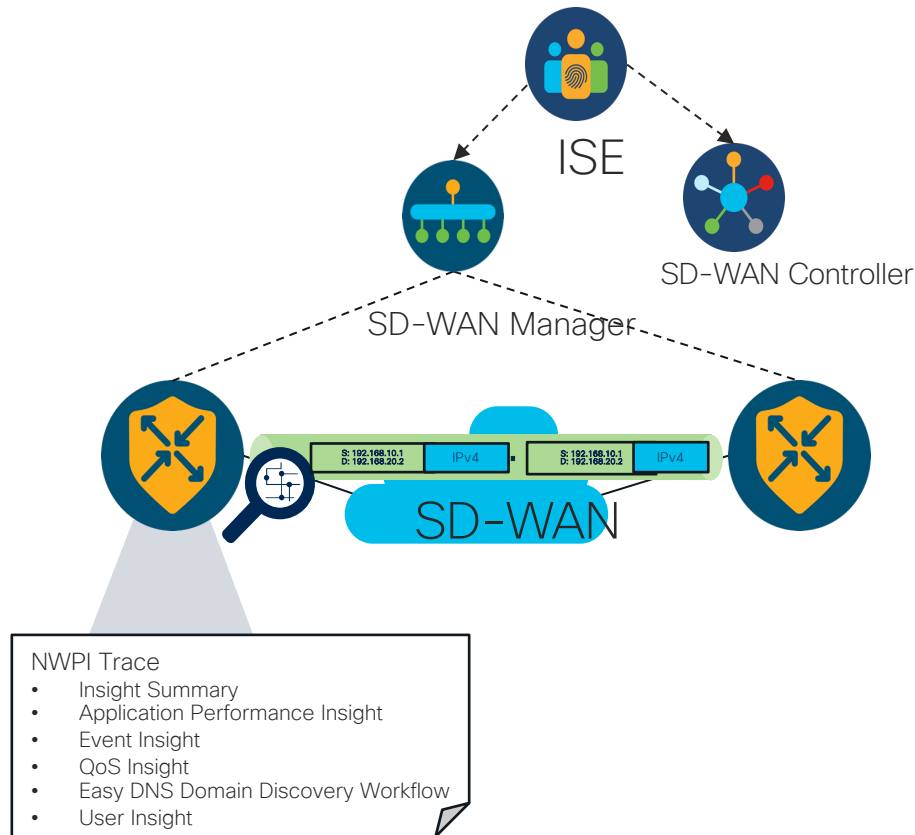 ISE
SD-WAN Controller
SD-WAN Manager
S: 192.168.10.1
D: 192.168.20.2
IPv4
S: 192.168.10.1
D: 192.168.20.2
IPv4
SD-WAN
NWPI Trace
• Insight Summary
• Application Performance Insight
• Event Insight
• QoS Insight
• Easy DNS Domain Discovery Workflow
• User Insight